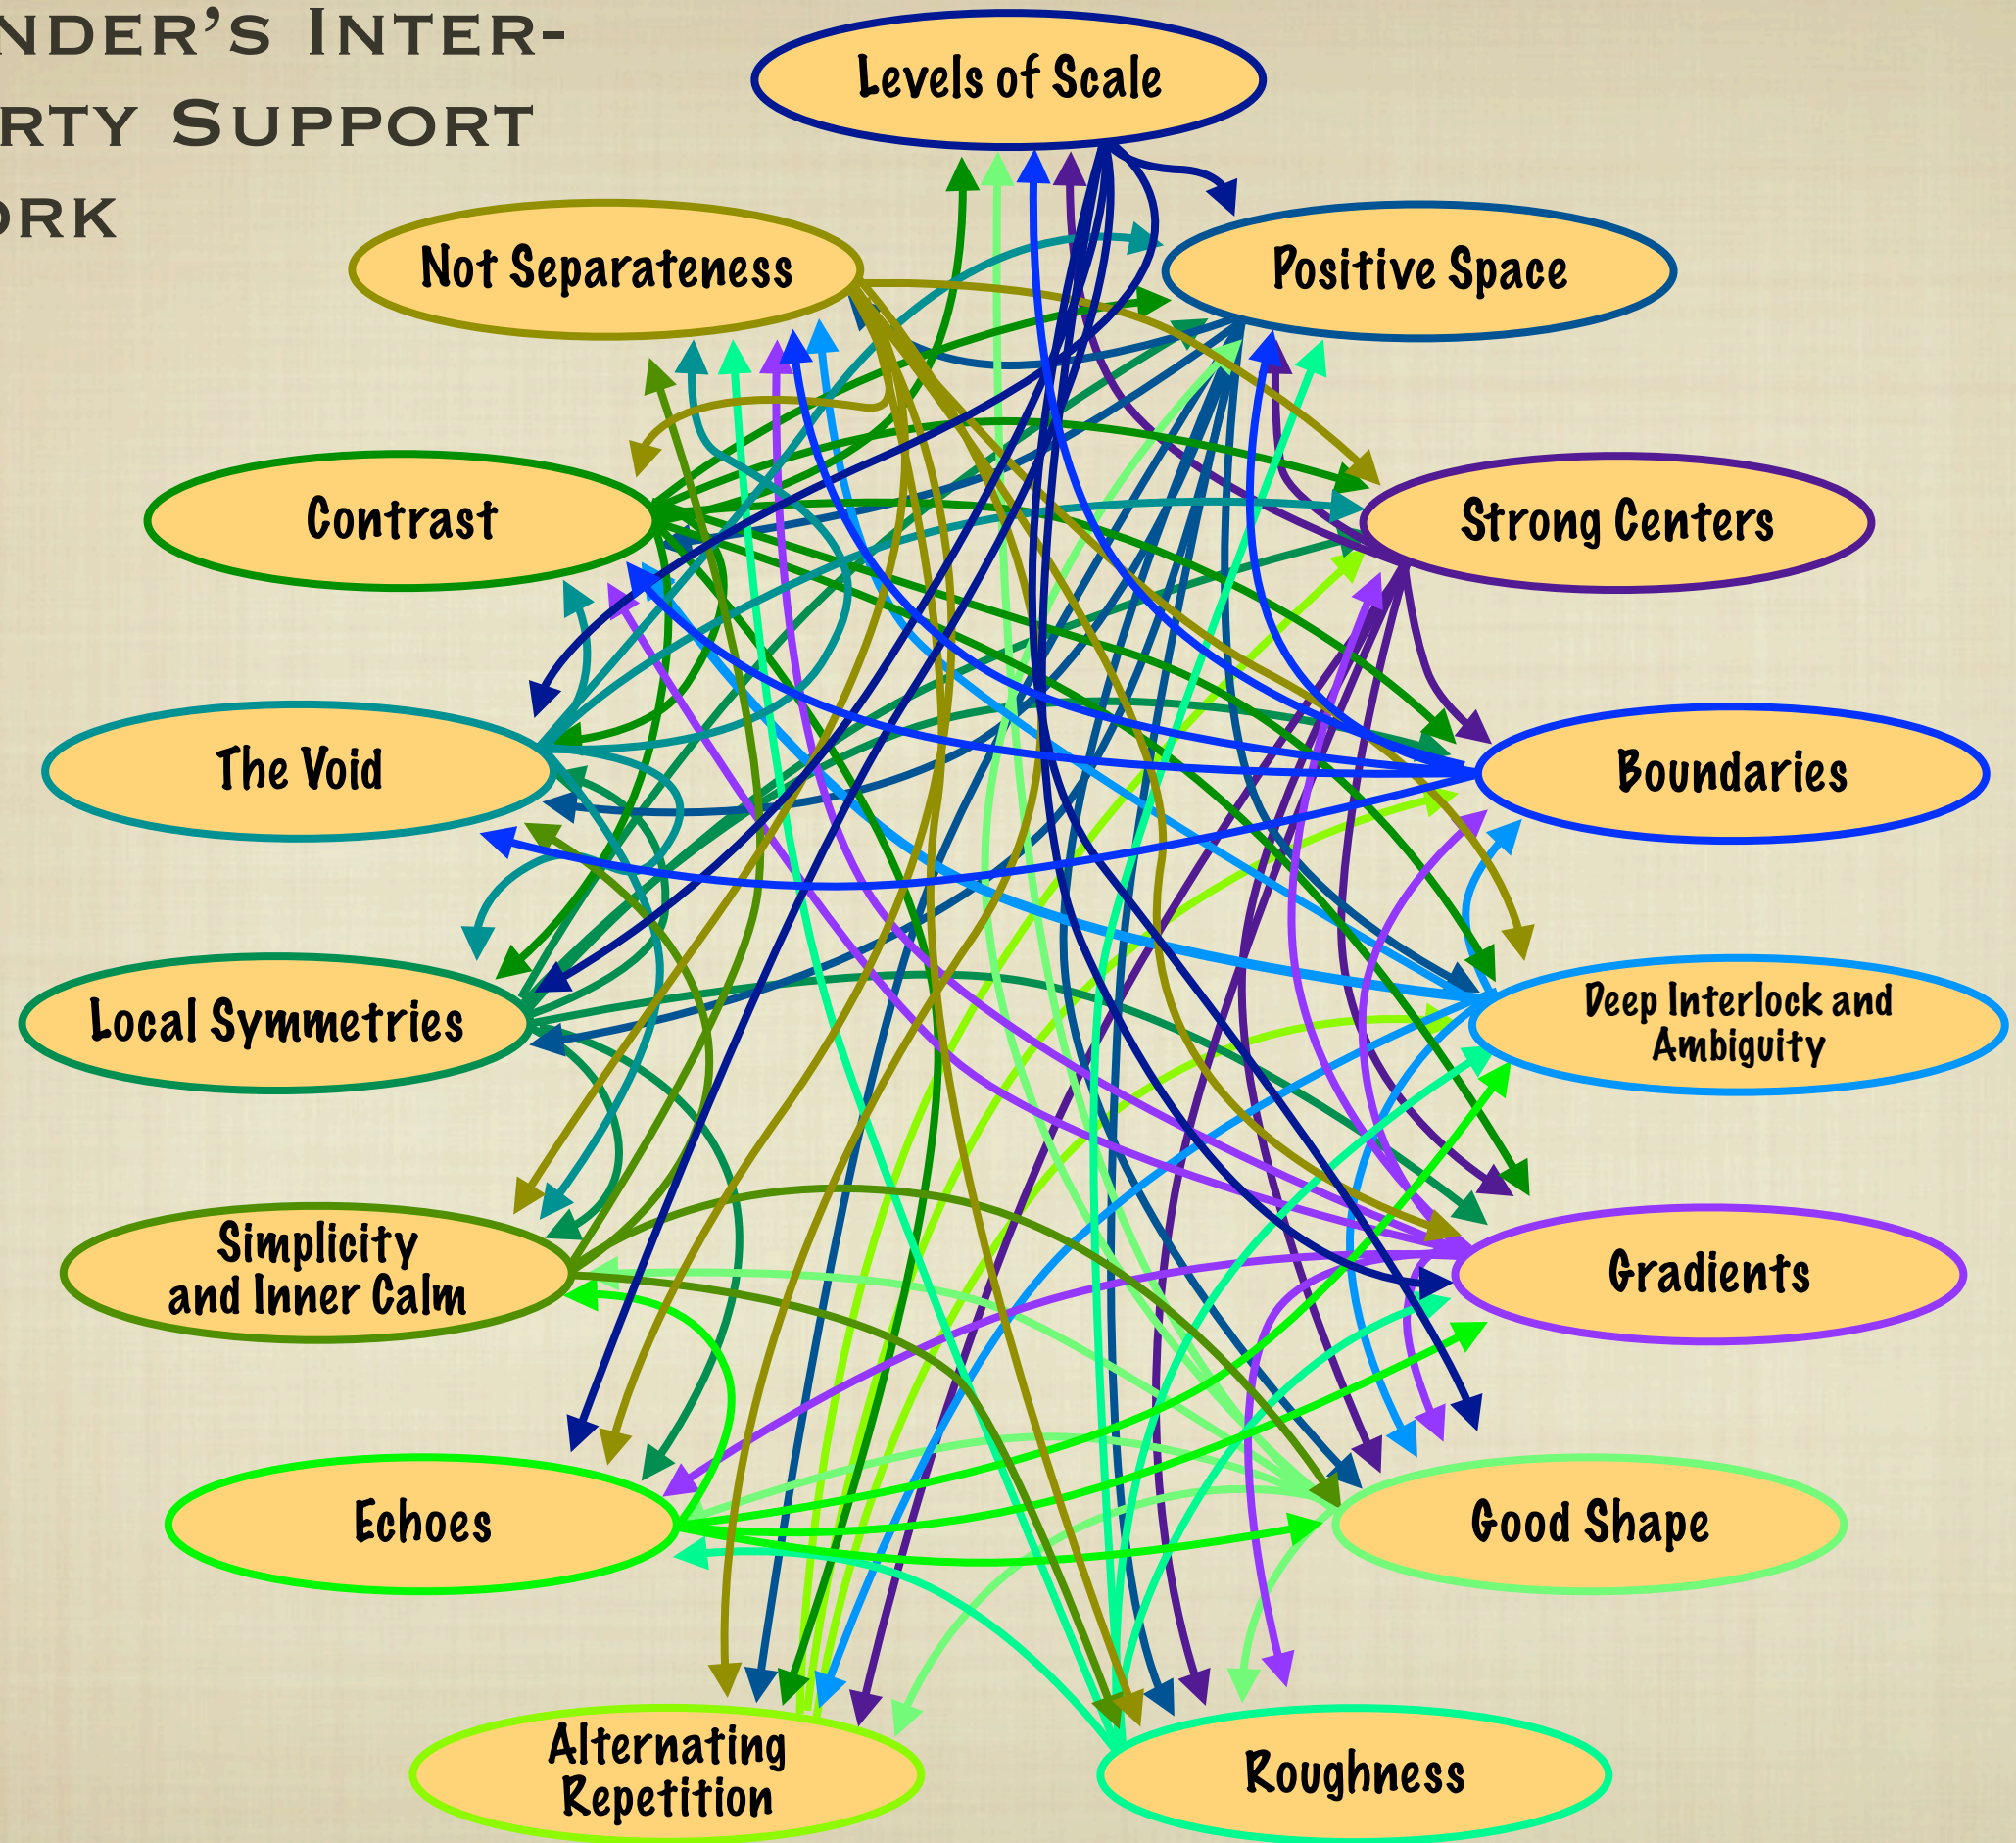 NDER'S INTER-
RTY SUPPORT
ORK
Levels of Scale
Not Separateness
Positive Space
Contrast
Strong Centers
The Void
Boundaries
Local Symmetries
Deep Interlock and
Ambiguity
Simplicity
and Inner Calm
Gradients
Echoes
Good Shape
Alternating
Repetition
Roughness